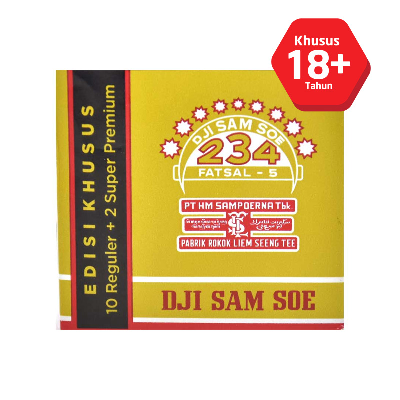 Khusus
18+
Tahun
EDISI KHUSUS
10 Reguler + 2 Super Premium
DJI SAM SOE
234
FATSAL - 5
PT HM SAMPOERNA Tbk.
PABRIK ROKOK LIEM SEENG TEE
DJI SAM SOE